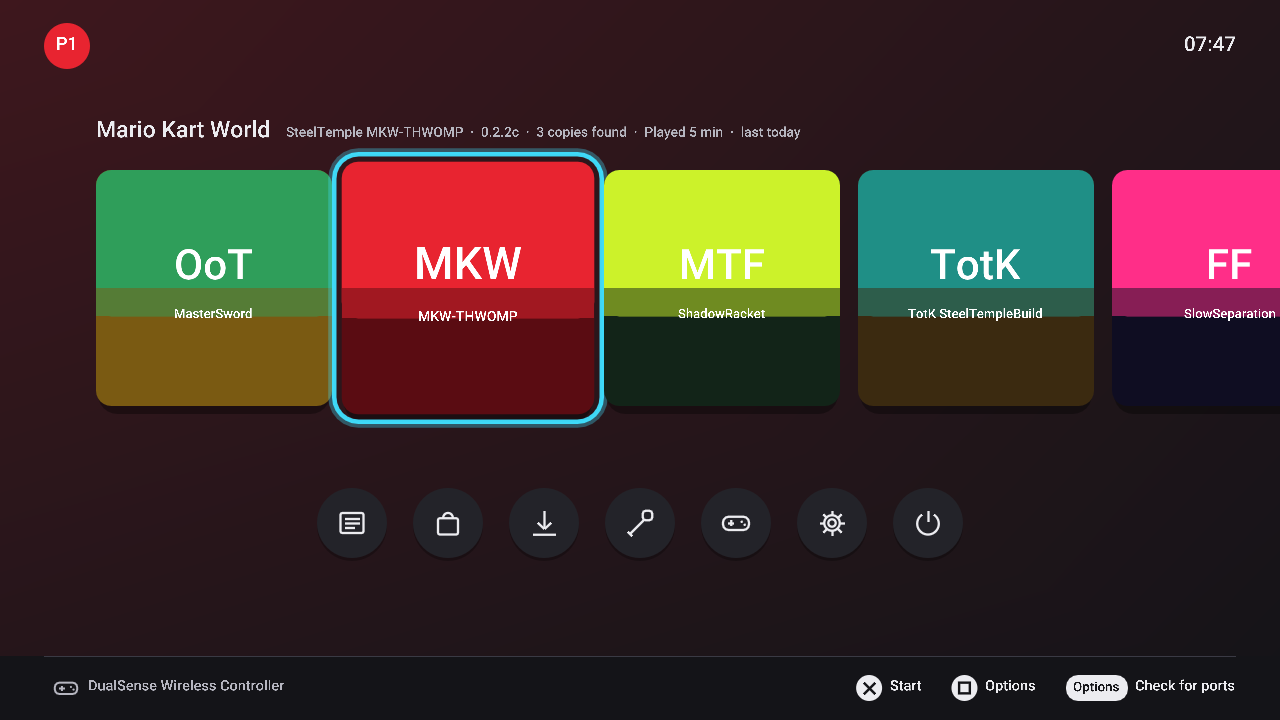 P1
07:47
Mario Kart World SteelTemple MKW-THWOMP · 0.2.2c · 3 copies found · Played 5 min · last today
OoT
MasterSword
MKW
MKW-THWOMP
MTF
ShadowRacket
TotK
TotK SteelTempleBuild
FF
SlowSeparation
DualSense Wireless Controller
Start
Options
Options Check for ports